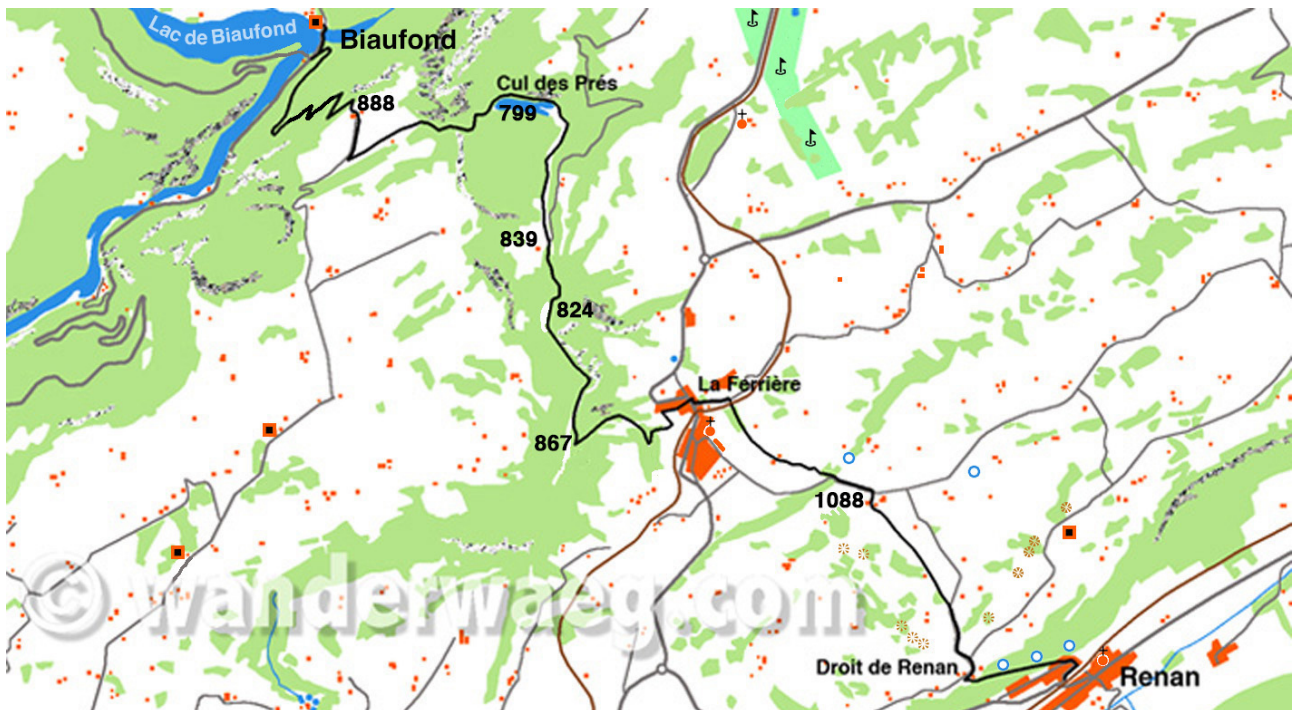 Lac de Biaufond
Biaufond
Cul des Prés
888
799
839
824
La Ferrière
867
1088
© wanderwaeg.com
Droit de Renan
Renan